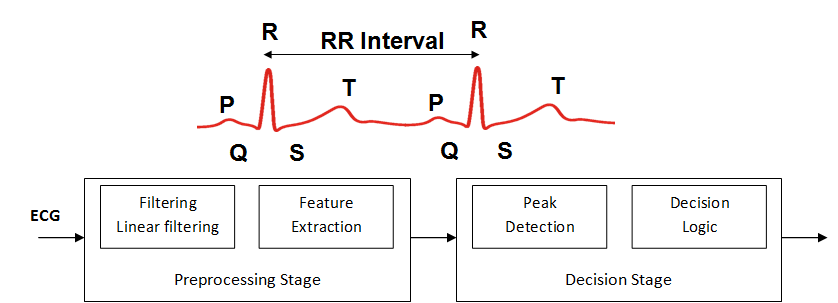 R
R
RR Interval
P
T
P
T
Q
S
Q
S
ECG
Filtering
Linear filtering
Feature
Extraction
Preprocessing Stage
Peak
Detection
Decision
Logic
Decision Stage